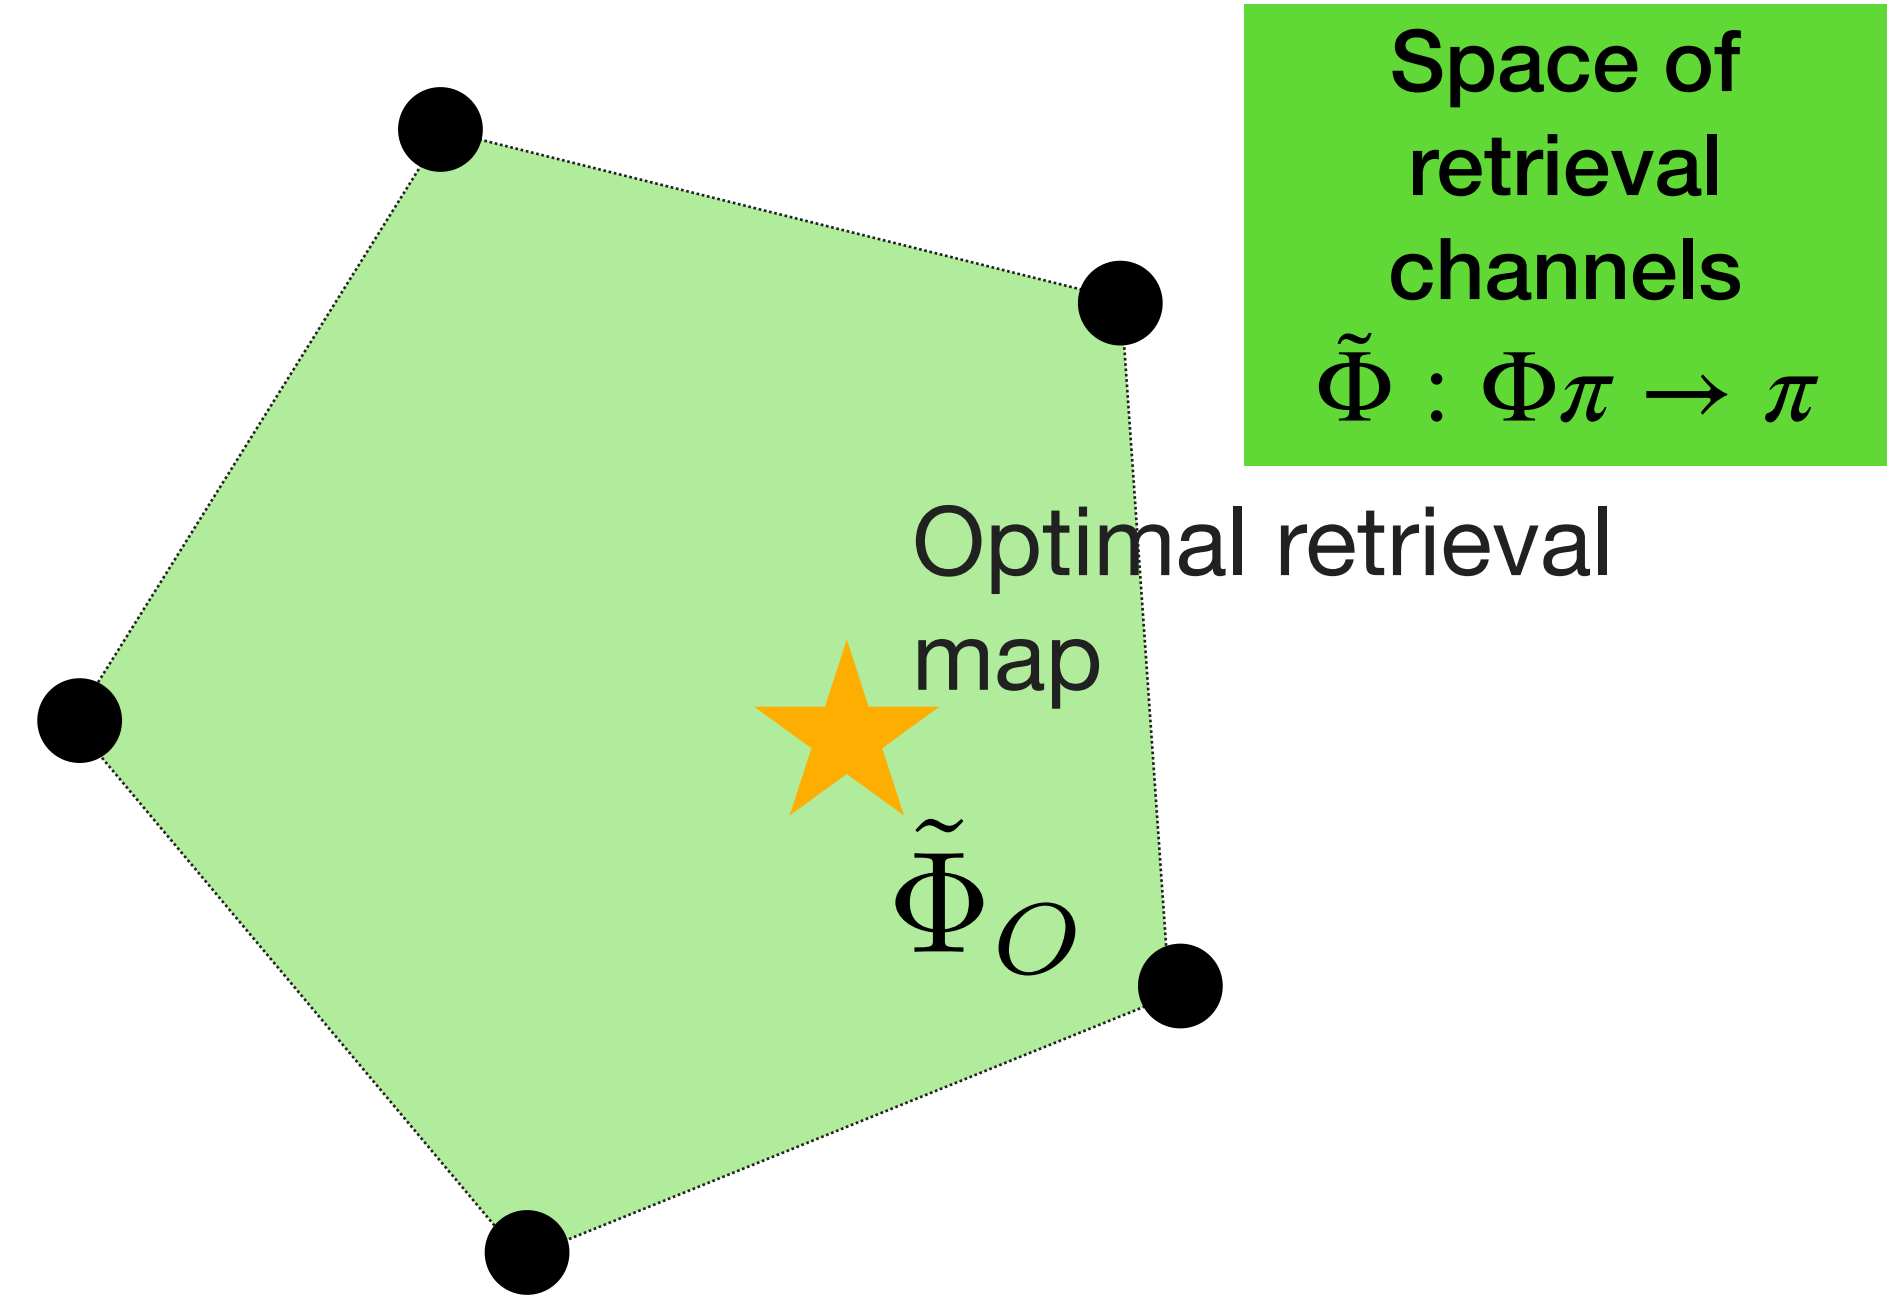 Space of
retrieval
channels
Φ̃ : Φπ → π
Optimal retrieval
map
Φ̃_O